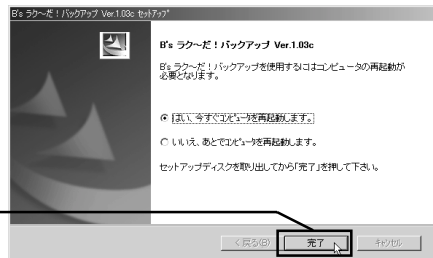 B's ラク〜だ！バックアップ Ver.1.03c セットアップ
B's ラク〜だ！バックアップ Ver.1.03c
B's ラク〜だ！バックアップを使用するにはコンピュータの再起動が
必要となります。
はい、今すぐコンピュータを再起動します。
いいえ、あとでコンピュータを再起動します。
セットアップディスクを取り出してから「完了」を押して下さい。
< 戻る(B) 完了 キャンセル